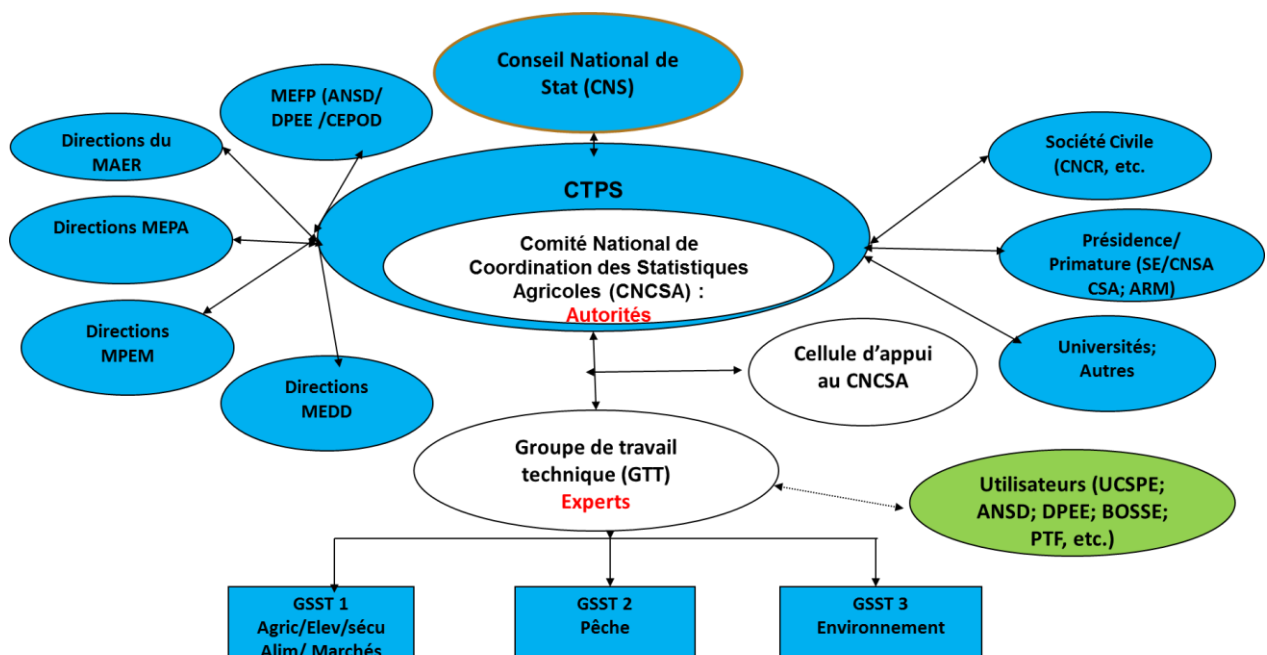 Conseil National de
Stat (CNS)
MEFP (ANSD/
DPEE /CEPOD
Directions du
MAER
Directions MEPA
Directions
MPEM
Directions
MEDD
CTPS
Comité National de
Coordination des Statistiques
Agricoles (CNCSA) :
Autorités
Société Civile
(CNCR, etc.
Présidence/
Primature (SE/CNSA
CSA; ARM)
Universités;
Autres
Cellule d’appui
au CNCSA
Groupe de travail
technique (GTT)
Experts
Utilisateurs (UCSPE;
ANSD; DPEE; BOSSE;
PTF, etc.)
GSST 1
Agric/Elev/sécu
Alim/ Marchés
GSST 2
Pêche
GSST 3
Environnement